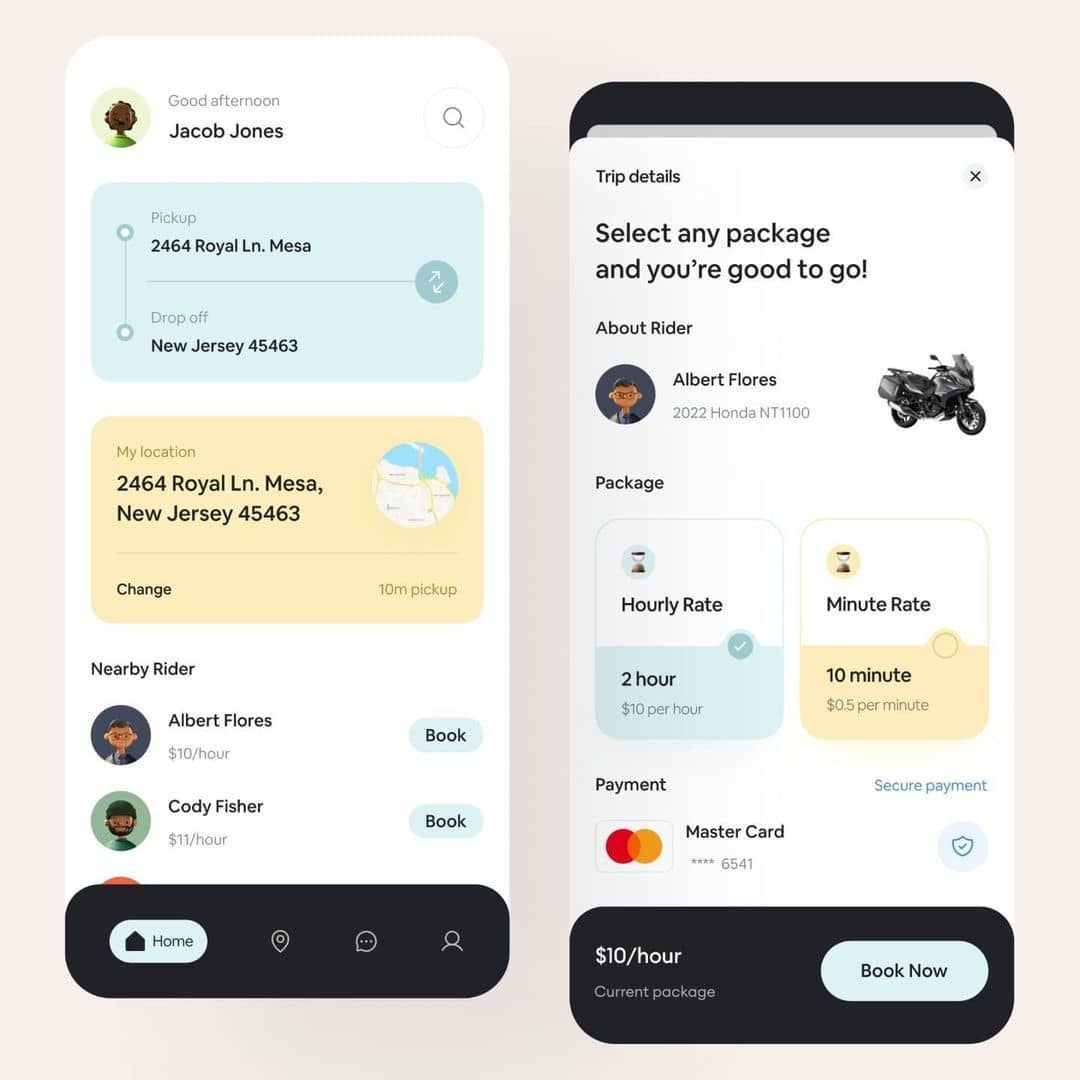 Good afternoon
Jacob Jones
Pickup
2464 Royal Ln. Mesa
Drop off
New Jersey 45463
My location
2464 Royal Ln. Mesa,
New Jersey 45463
Change
10m pickup
Nearby Rider
Albert Flores
$10/hour
Book
Cody Fisher
$11/hour
Book
Home
Trip details
Select any package
and you’re good to go!
About Rider
Albert Flores
2022 Honda NT1100
Package
Hourly Rate
2 hour
$10 per hour
Minute Rate
10 minute
$0.5 per minute
Payment
Secure payment
Master Card
**** 6541
$10/hour
Current package
Book Now